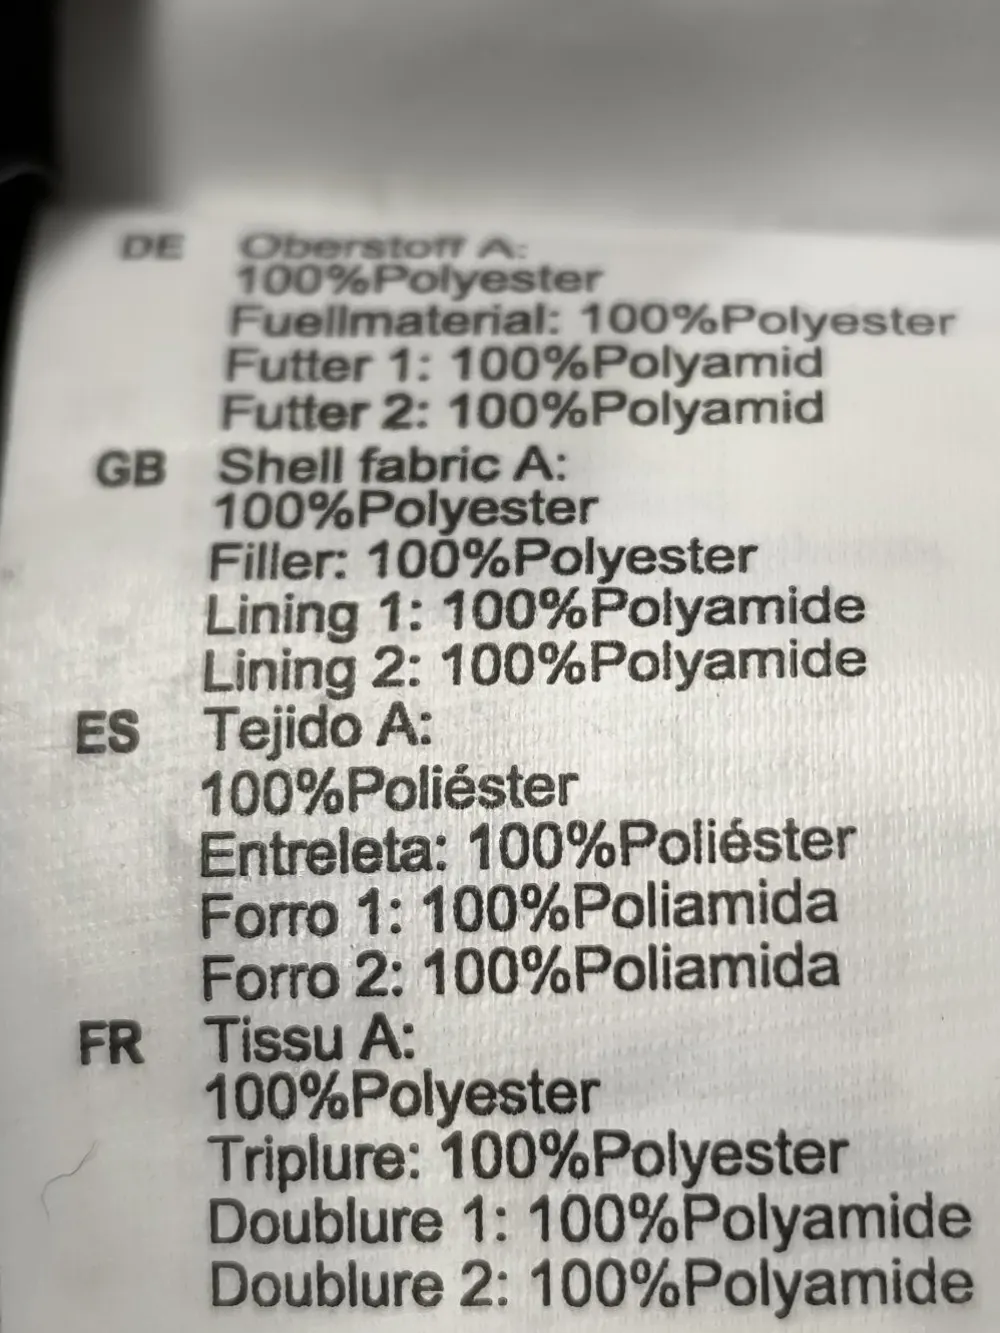 DE Oberstoff A:
100%Polyester
Fuellmaterial: 100%Polyester
Futter 1: 100%Polyamid
Futter 2: 100%Polyamid
GB Shell fabric A:
100%Polyester
Filler: 100%Polyester
Lining 1: 100%Polyamide
Lining 2: 100%Polyamide
ES Tejido A:
100%Poliéster
Entreleta: 100%Poliéster
Forro 1: 100%Poliamida
Forro 2: 100%Poliamida
FR Tissu A:
100%Polyester
Triplure: 100%Polyester
Doublure 1: 100%Polyamide
Doublure 2: 100%Polyamide